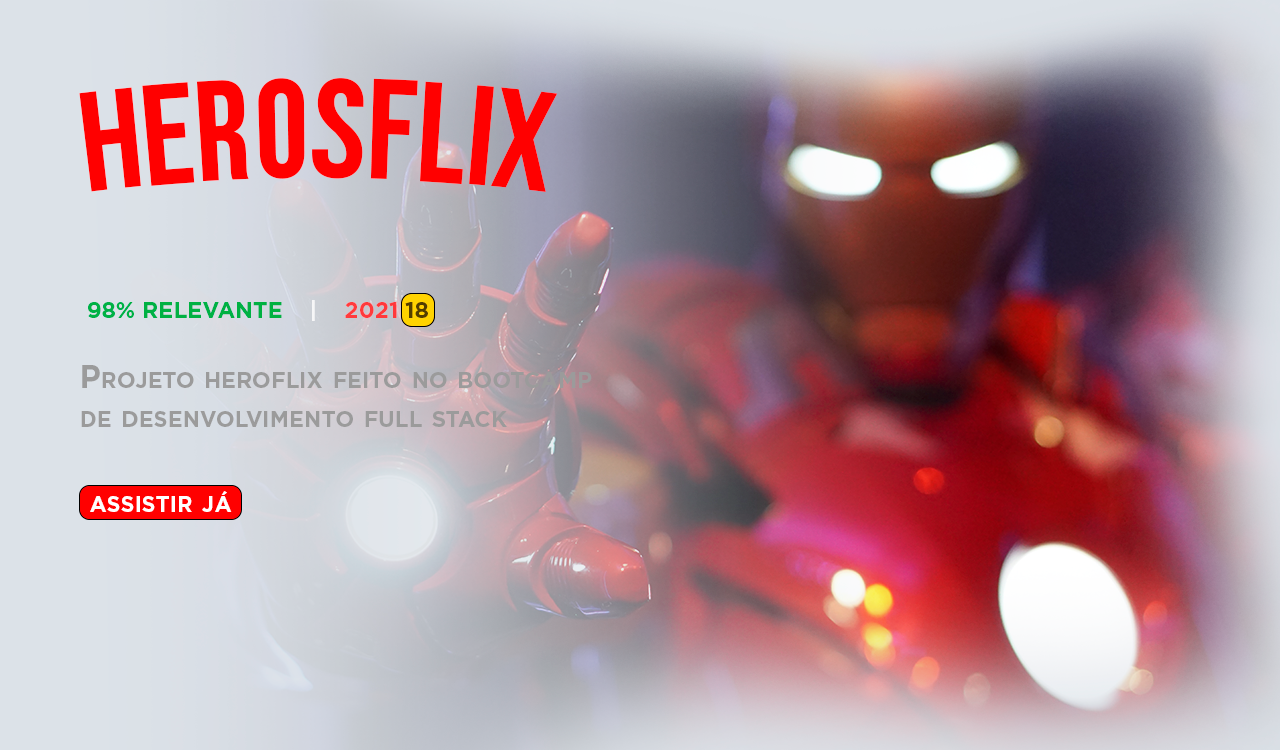 HEROSFLIX
98% RELEVANTE | 2021 18
Projeto heroflix feito no bootcamp
de desenvolvimento full stack
ASSISTIR JÁ